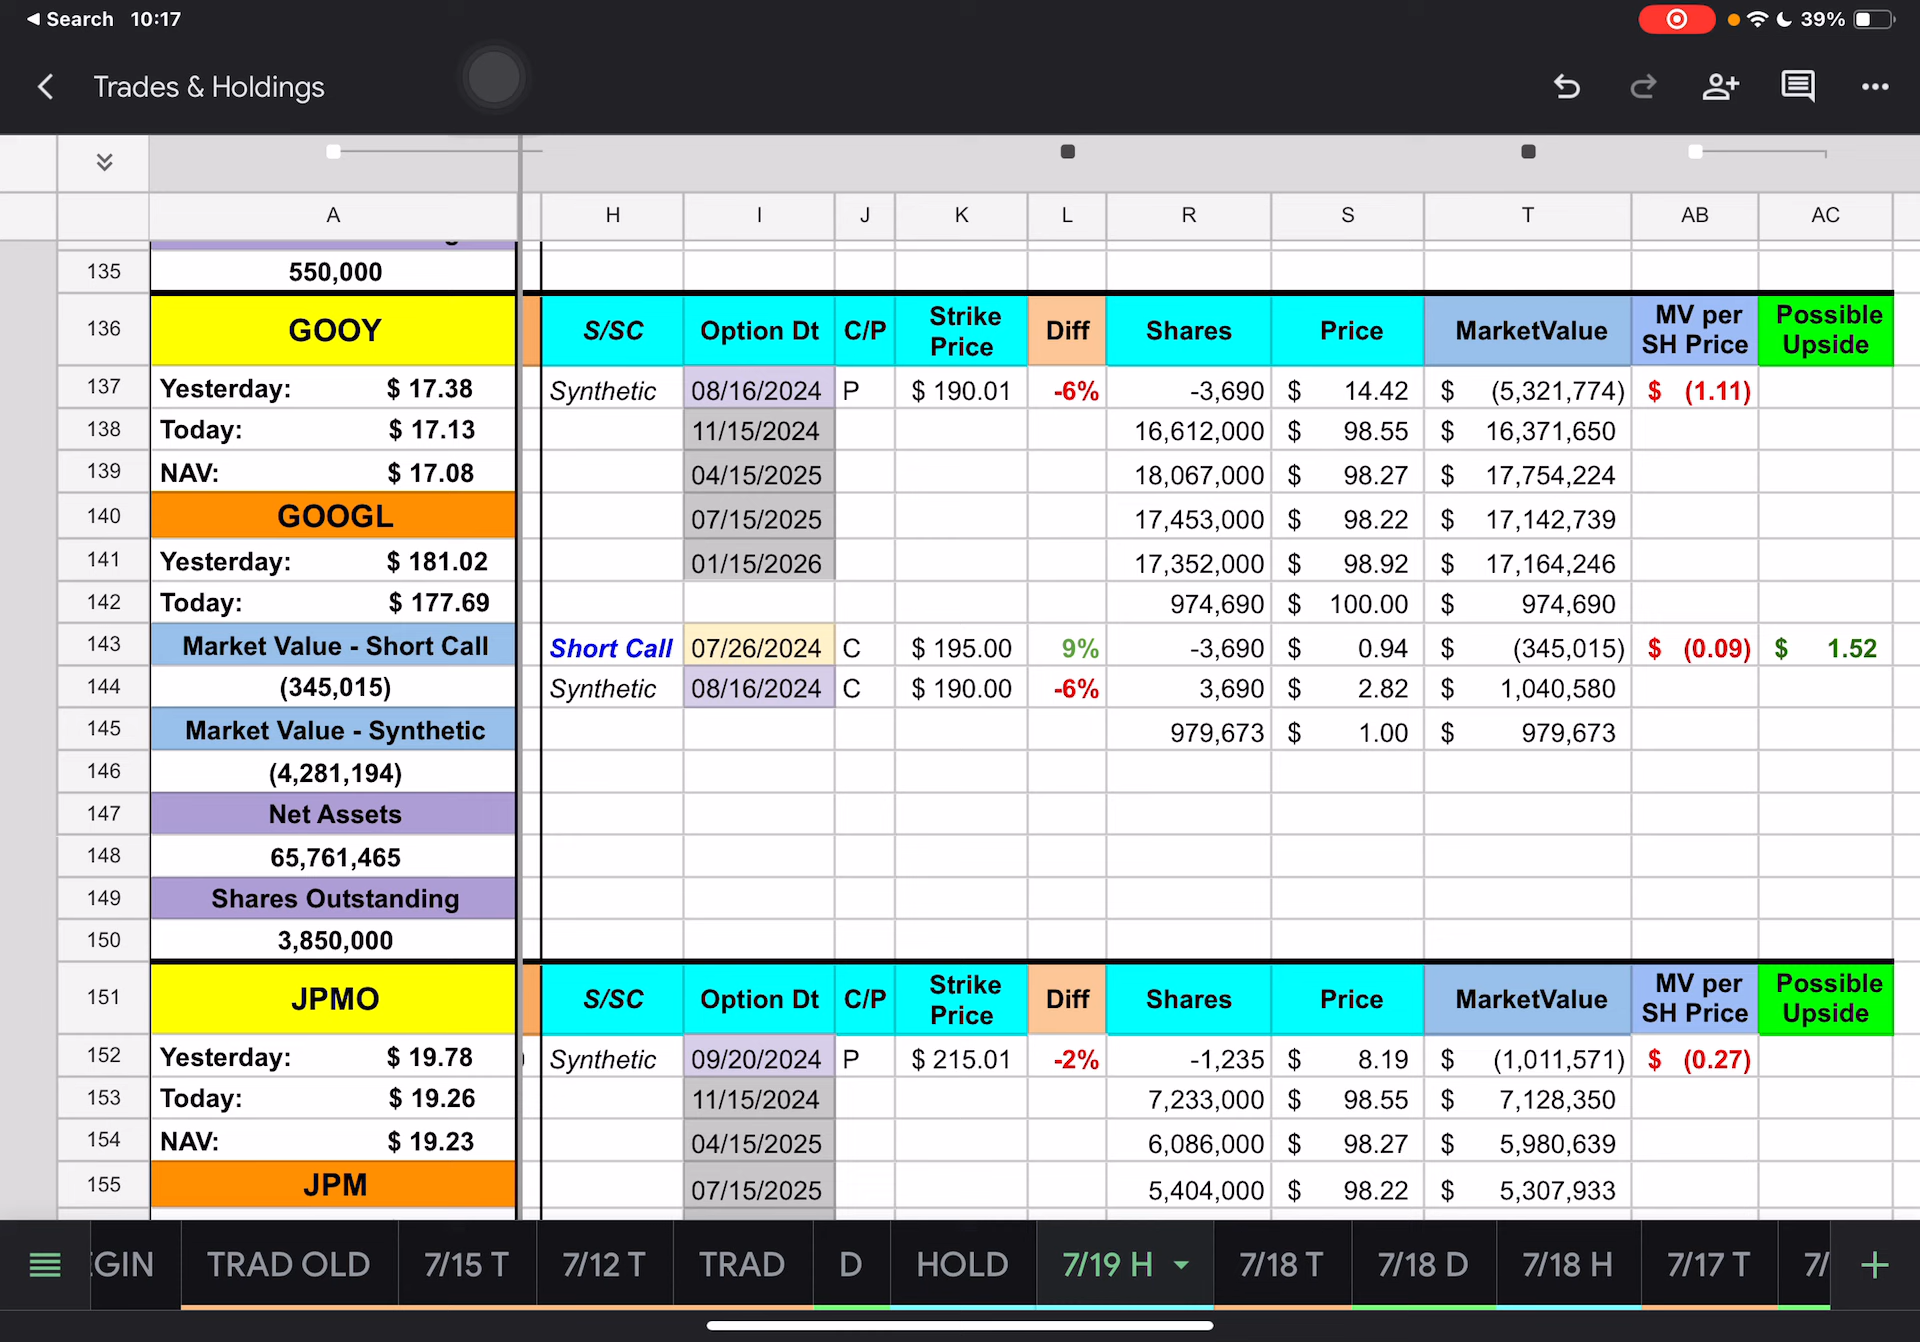 Search 10:17 39%
Trades & Holdings
A H I J K L R S T AB AC
135 550,000
136 GOOY S/SC Option Dt C/P Strike Price Diff Shares Price MarketValue MV per SH Price Possible Upside
137 Yesterday: $ 17.38 Synthetic 08/16/2024 P $ 190.01 -6% -3,690 $ 14.42 $ (5,321,774) $ (1.11)
138 Today: $ 17.13 11/15/2024 16,612,000 $ 98.55 $ 16,371,650
139 NAV: $ 17.08 04/15/2025 18,067,000 $ 98.27 $ 17,754,224
140 GOOGL 07/15/2025 17,453,000 $ 98.22 $ 17,142,739
141 Yesterday: $ 181.02 01/15/2026 17,352,000 $ 98.92 $ 17,164,246
142 Today: $ 177.69 974,690 $ 100.00 $ 974,690
143 Market Value - Short Call Short Call 07/26/2024 C $ 195.00 9% -3,690 $ 0.94 $ (345,015) $ (0.09) $ 1.52
144 (345,015) Synthetic 08/16/2024 C $ 190.00 -6% 3,690 $ 2.82 $ 1,040,580
145 Market Value - Synthetic 979,673 $ 1.00 $ 979,673
146 (4,281,194)
147 Net Assets
148 65,761,465
149 Shares Outstanding
150 3,850,000
151 JPMO S/SC Option Dt C/P Strike Price Diff Shares Price MarketValue MV per SH Price Possible Upside
152 Yesterday: $ 19.78 Synthetic 09/20/2024 P $ 215.01 -2% -1,235 $ 8.19 $ (1,011,571) $ (0.27)
153 Today: $ 19.26 11/15/2024 7,233,000 $ 98.55 $ 7,128,350
154 NAV: $ 19.23 04/15/2025 6,086,000 $ 98.27 $ 5,980,639
155 JPM 07/15/2025 5,404,000 $ 98.22 $ 5,307,933
GIN TRAD OLD 7/15 T 7/12 T TRAD D HOLD 7/19 H 7/18 T 7/18 D 7/18 H 7/17 T 7/